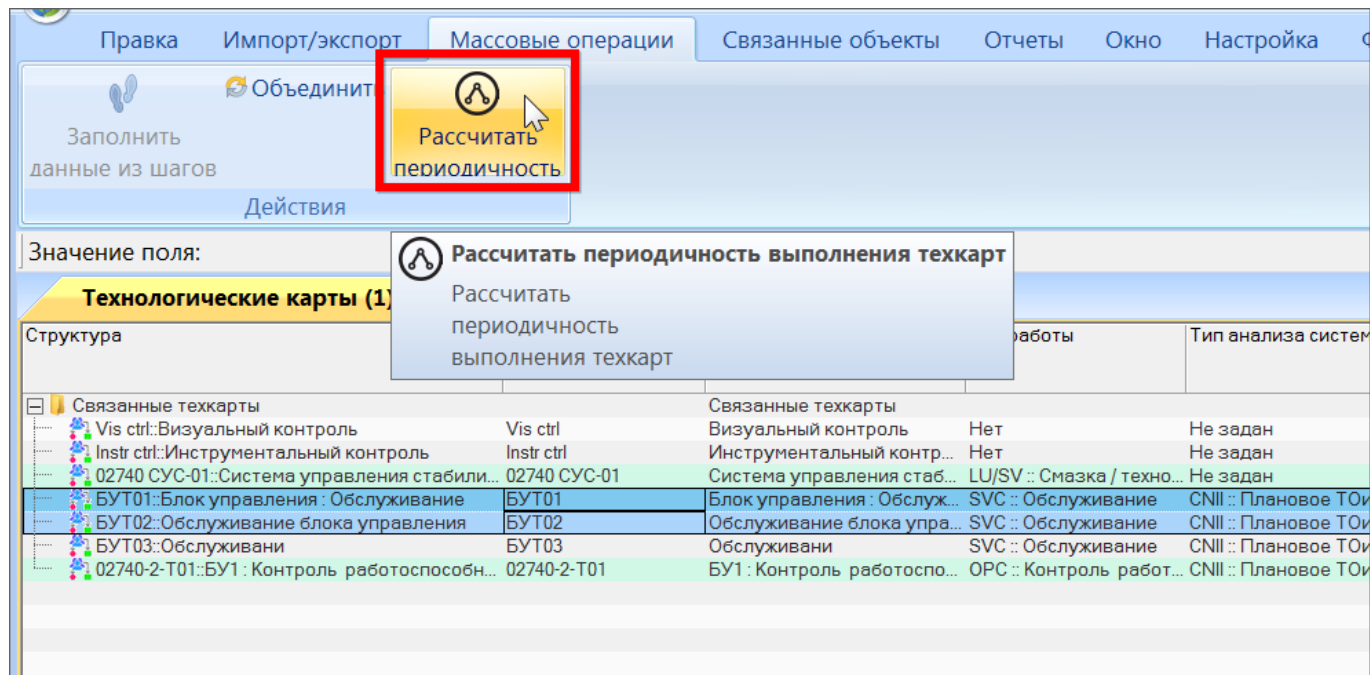 Правка Импорт/экспорт Массовые операции Связанные объекты Отчеты Окно Настройка
Объединить
Заполнить
данные из шагов
Рассчитать
периодичность
Действия
Значение поля:
Рассчитать периодичность выполнения техкарт
Рассчитать
периодичность
выполнения техкарт
Технологические карты (1)
Структура работы Тип анализа систем
Связанные техкарты Связанные техкарты
Vis ctrl::Визуальный контроль Vis ctrl Визуальный контроль Нет Не задан
Instr ctrl::Инструментальный контроль Instr ctrl Инструментальный контр... Нет Не задан
02740 СУС-01::Система управления стабили... 02740 СУС-01 Система управления стаб... LU/SV :: Смазка / техно... Не задан
БУТ01::Блок управления : Обслуживание БУТ01 Блок управления : Обслуж... SVC :: Обслуживание CNII :: Плановое ТОи
БУТ02::Обслуживание блока управления БУТ02 Обслуживание блока упра... SVC :: Обслуживание CNII :: Плановое ТОи
БУТ03::Обслуживани БУТ03 Обслуживани SVC :: Обслуживание CNII :: Плановое ТОи
02740-2-Т01::БУ1 : Контроль работоспособн... 02740-2-Т01 БУ1 : Контроль работоспо... OPC :: Контроль работ... CNII :: Плановое ТОи